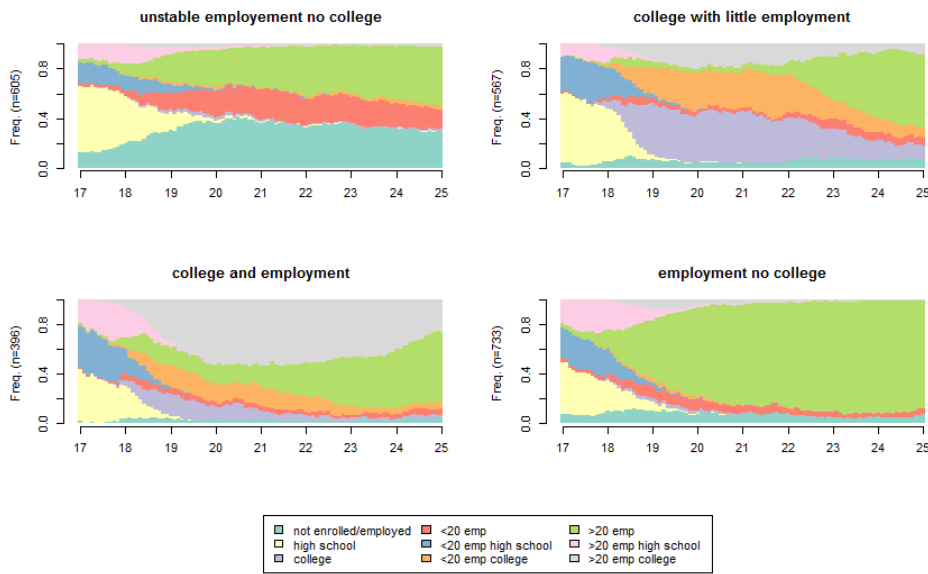 unstable employement no college
Freq. (n=605)
0.0 0.4 0.8
17 18 19 20 21 22 23 24 25
college with little employment
Freq. (n=567)
0.0 0.4 0.8
17 18 19 20 21 22 23 24 25
college and employment
Freq. (n=396)
0.0 0.4 0.8
17 18 19 20 21 22 23 24 25
employment no college
Freq. (n=733)
0.0 0.4 0.8
17 18 19 20 21 22 23 24 25
not enrolled/employed
high school
college
<20 emp
<20 emp high school
<20 emp college
>20 emp
>20 emp high school
>20 emp college